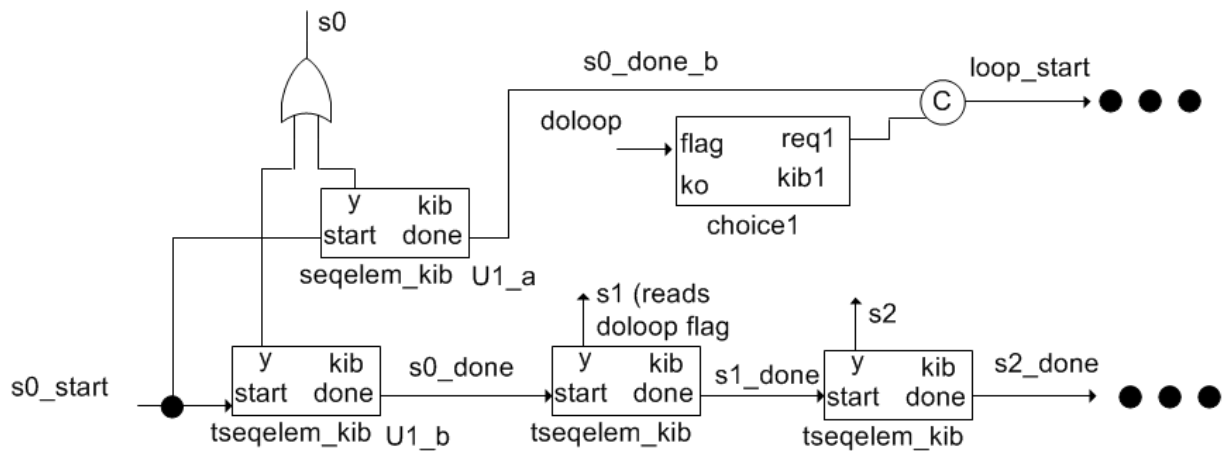 s0
s0_done_b
loop_start
C
doloop
flag
req1
ko
kib1
choice1
y
kib
start
done
seqelem_kib
U1_a
s1 (reads
doloop flag
s2
s0_start
y
kib
start
done
tseqelem_kib
U1_b
s0_done
y
kib
start
done
tseqelem_kib
s1_done
y
kib
start
done
tseqelem_kib
s2_done